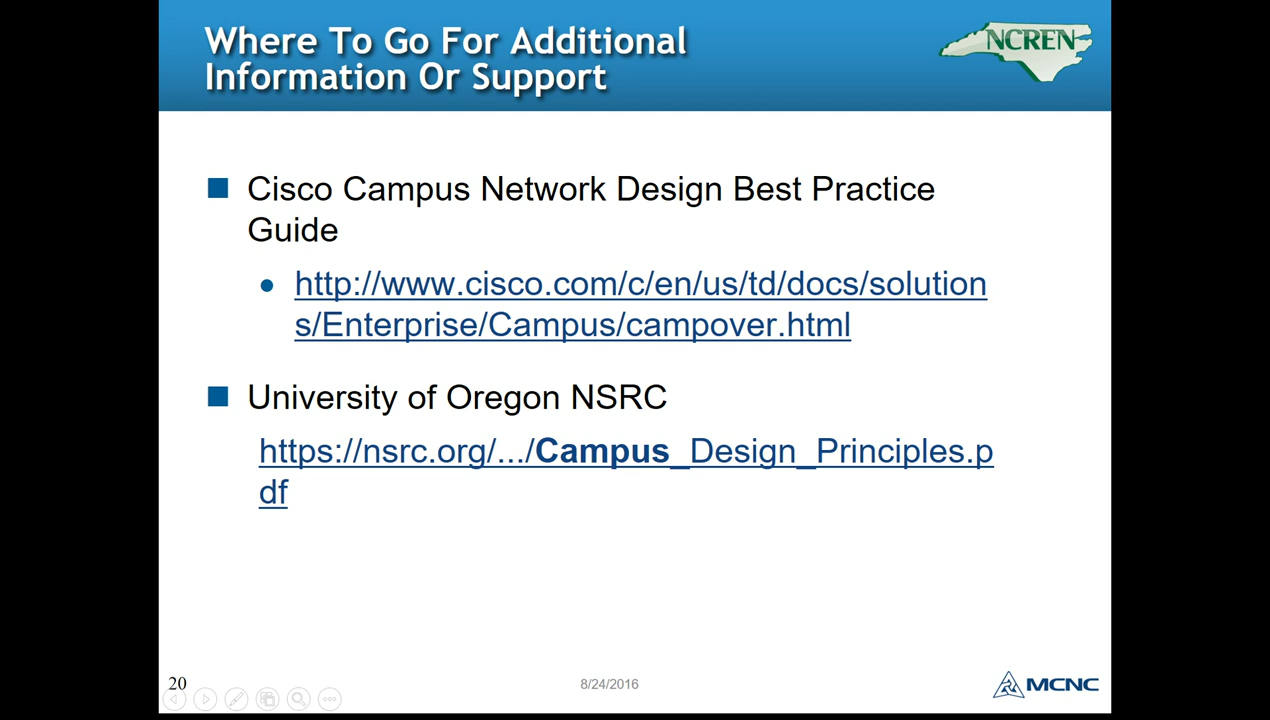 Where To Go For Additional
Information Or Support
NCREN
Cisco Campus Network Design Best Practice
Guide
http://www.cisco.com/c/en/us/td/docs/solution
s/Enterprise/Campus/campover.html
University of Oregon NSRC
https://nsrc.org/.../Campus_Design_Principles.p
df
20
8/24/2016
MCNC